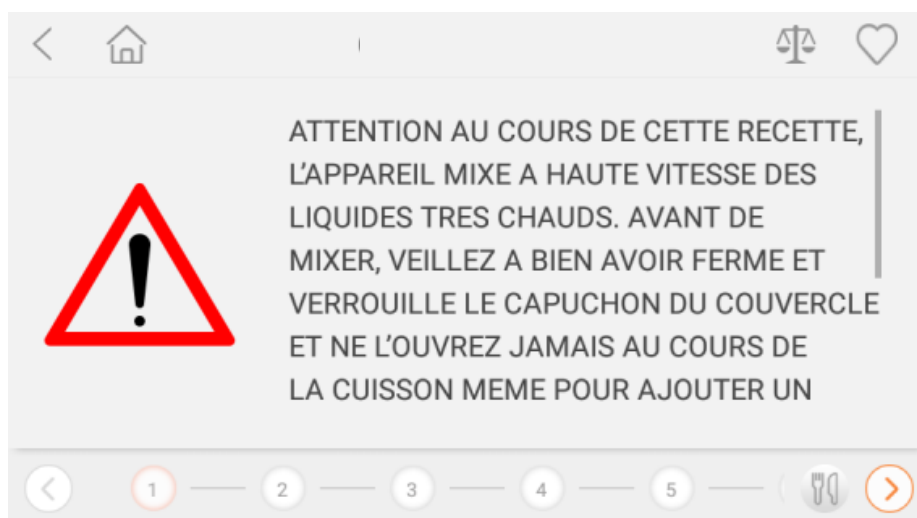 ATTENTION AU COURS DE CETTE RECETTE,
L'APPAREIL MIXE A HAUTE VITESSE DES
LIQUIDES TRES CHAUDS. AVANT DE
MIXER, VEILLEZ A BIEN AVOIR FERME ET
VERROUILLE LE CAPUCHON DU COUVERCLE
ET NE L'OUVREZ JAMAIS AU COURS DE
LA CUISSON MEME POUR AJOUTER UN
1 2 3 4 5